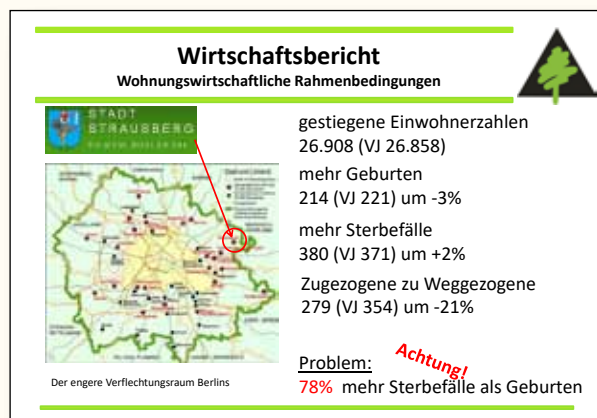 Wirtschaftsbericht
Wohnungswirtschaftliche Rahmenbedingungen
STADT
STRAUSBERG
gestiegene Einwohnerzahlen
26.908 (VJ 26.858)
mehr Geburten
214 (VJ 221) um -3%
mehr Sterbefälle
380 (VJ 371) um +2%
Zugezogene zu Weggezogene
279 (VJ 354) um -21%
Achtung!
Problem:
78% mehr Sterbefälle als Geburten
Der engere Verflechtungsraum Berlins